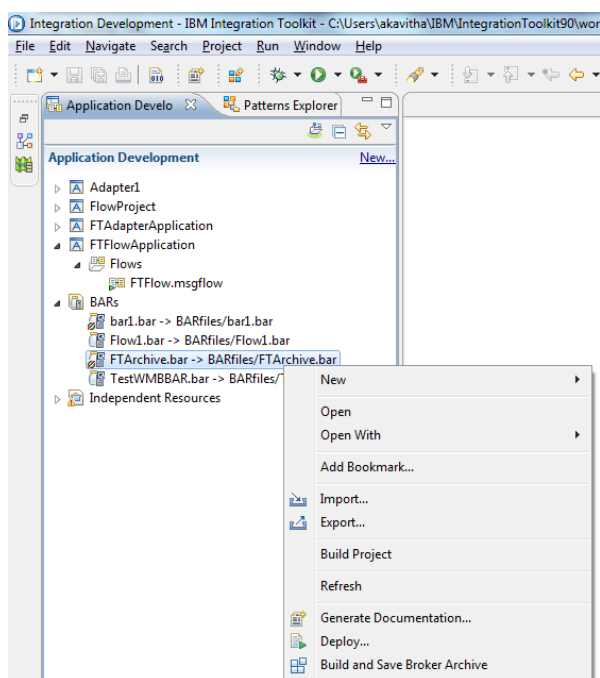 Integration Development - IBM Integration Toolkit - C:\Users\akavitha\IBM\IntegrationToolkit90\wor
File Edit Navigate Search Project Run Window Help
Application Develo Patterns Explorer
Application Development New...
Adapter1
FlowProject
FTAdapterApplication
FTFlowApplication
Flows
FTFlow.msgflow
BARs
bar1.bar -> BARfiles/bar1.bar
Flow1.bar -> BARfiles/Flow1.bar
FTArchive.bar -> BARfiles/FTArchive.bar
TestWMBBAR.bar -> BARfiles/
Independent Resources
New
Open
Open With
Add Bookmark...
Import...
Export...
Build Project
Refresh
Generate Documentation...
Deploy...
Build and Save Broker Archive